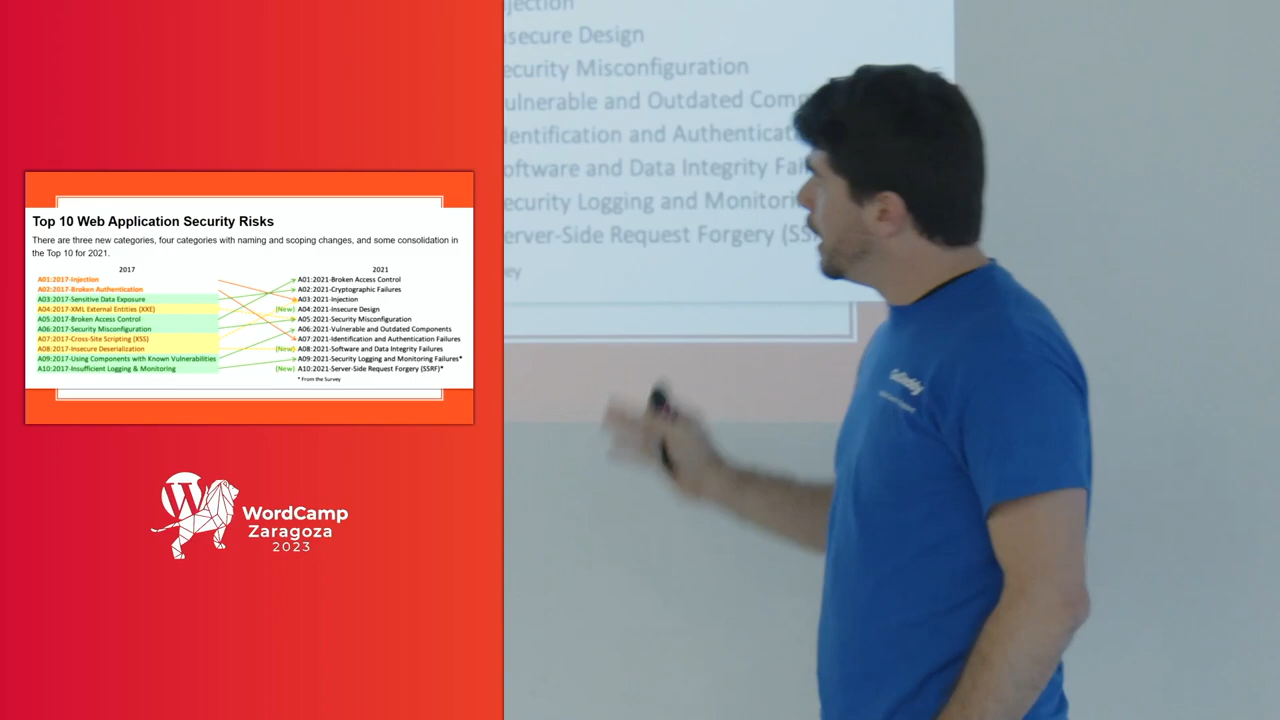 Top 10 Web Application Security Risks
There are three new categories, four categories with naming and scoping changes, and some consolidation in
the Top 10 for 2021.
2017
A01:2017-Injection
A02:2017-Broken Authentication
A03:2017-Sensitive Data Exposure
A04:2017-XML External Entities (XXE)
A05:2017-Broken Access Control
A06:2017-Security Misconfiguration
A07:2017-Cross-Site Scripting (XSS)
A08:2017-Insecure Deserialization
A09:2017-Using Components with Known Vulnerabilities
A10:2017-Insufficient Logging & Monitoring
2021
A01:2021-Broken Access Control
A02:2021-Cryptographic Failures
A03:2021-Injection
(New) A04:2021-Insecure Design
A05:2021-Security Misconfiguration
A06:2021-Vulnerable and Outdated Components
A07:2021-Identification and Authentication Failures
(New) A08:2021-Software and Data Integrity Failures
A09:2021-Security Logging and Monitoring Failures*
(New) A10:2021-Server-Side Request Forgery (SSRF)*
* From the Survey
WordCamp
Zaragoza
2023
jection
nsecure Design
ecurity Misconfiguration
ulnerable and Outdated Comp
dentification and Authenticat
oftware and Data Integrity Fai
ecurity Logging and Monitorin
erver-Side Request Forgery (SS
vey